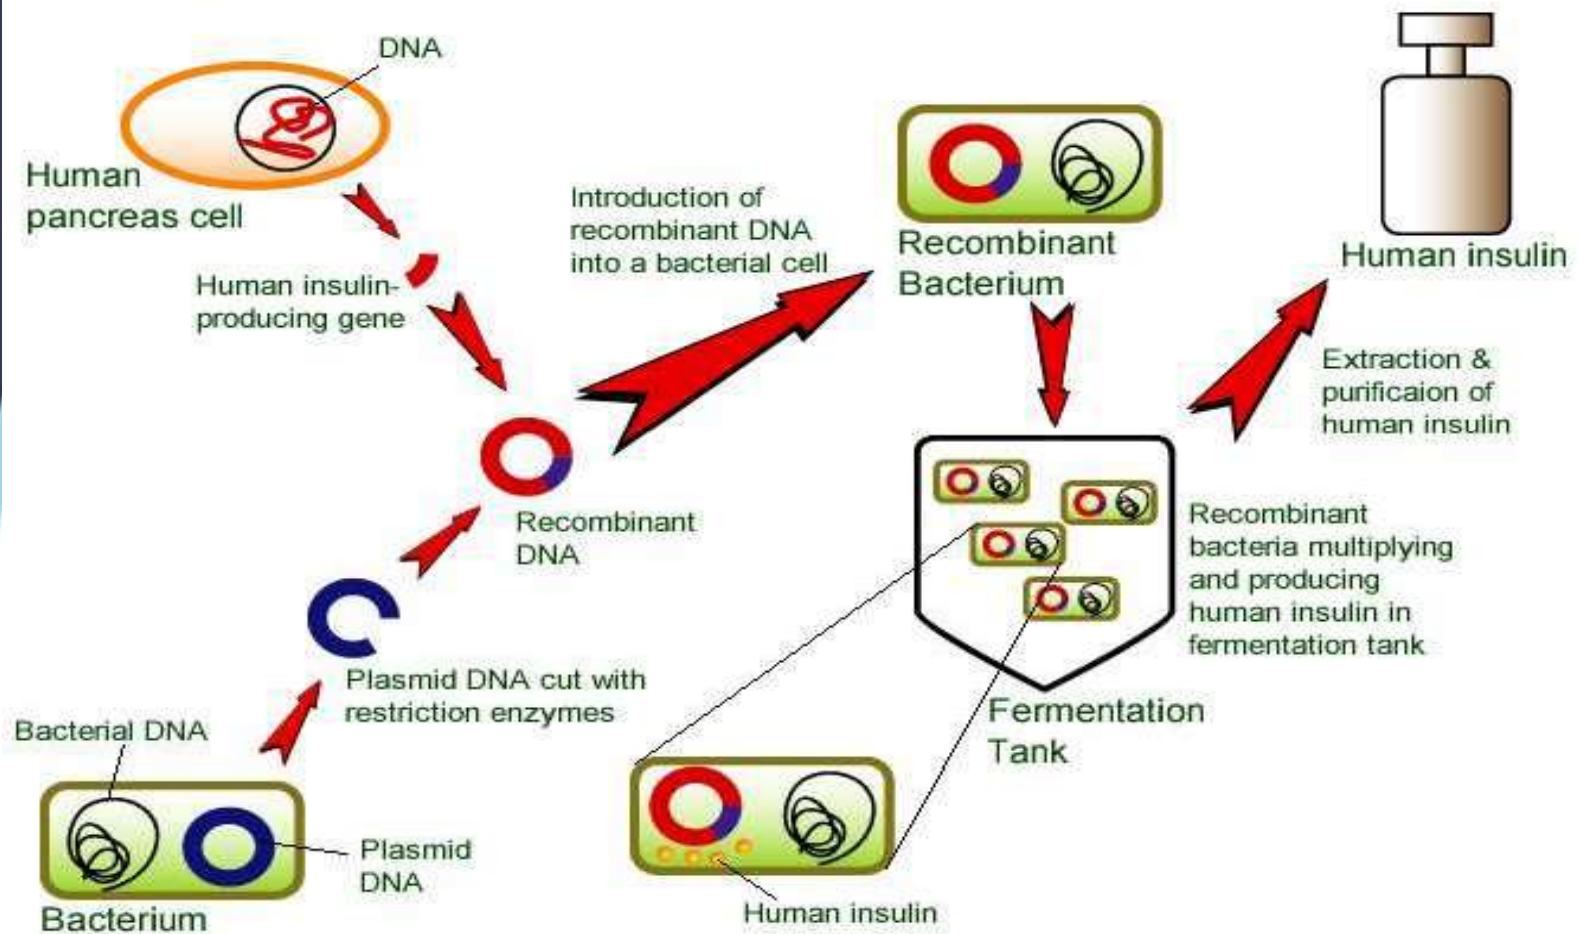 DNA
Human
pancreas cell
Human insulin-
producing gene
Introduction of
recombinant DNA
into a bacterial cell
Recombinant
Bacterium
Human insulin
Extraction &
purificaion of
human insulin
Recombinant
DNA
Plasmid DNA cut with
restriction enzymes
Bacterial DNA
Plasmid
DNA
Bacterium
Recombinant
bacteria multiplying
and producing
human insulin in
fermentation tank
Fermentation
Tank
Human insulin